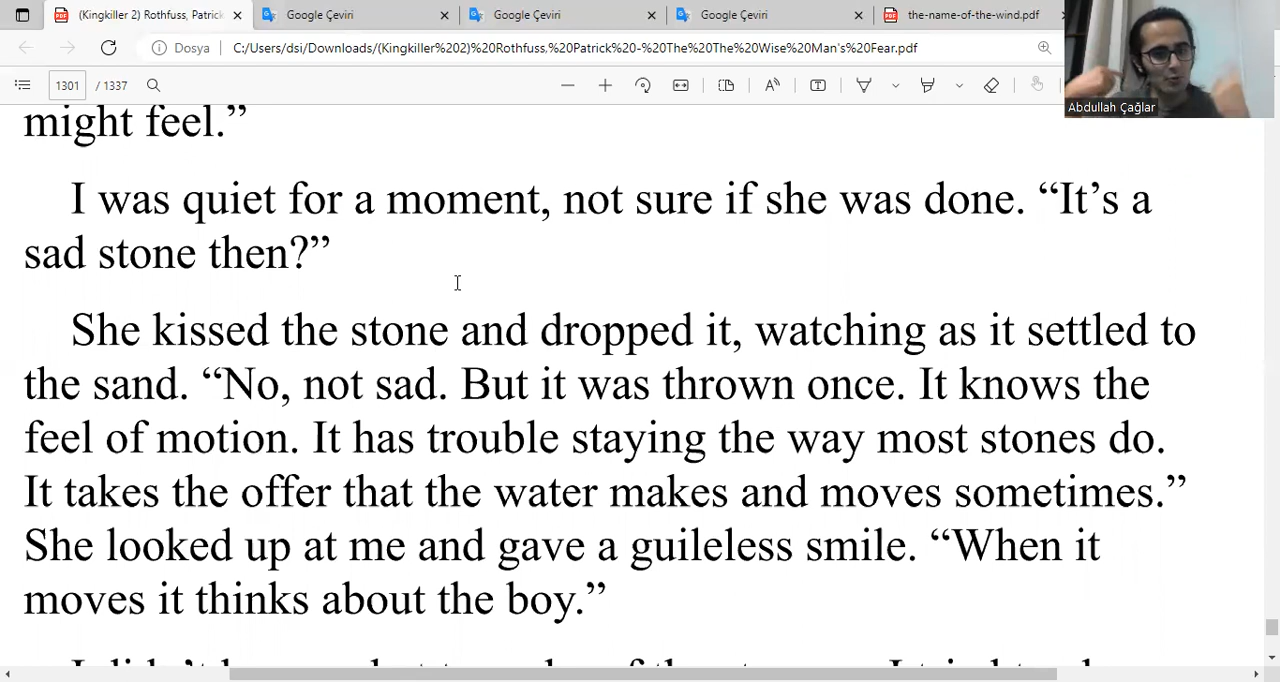 (Kingkiller 2) Rothfuss, Patrick
Google Çeviri
Google Çeviri
Google Çeviri
the-name-of-the-wind.pdf
Dosya
C:/Users/dsi/Downloads/(Kingkiller%202)%20Rothfuss,%20Patrick%20-%20The%20The%20Wise%20Man's%20Fear.pdf
1301 / 1337
Abdullah Çağlar
might feel.”
I was quiet for a moment, not sure if she was done. “It’s a
sad stone then?”
She kissed the stone and dropped it, watching as it settled to
the sand. “No, not sad. But it was thrown once. It knows the
feel of motion. It has trouble staying the way most stones do.
It takes the offer that the water makes and moves sometimes.”
She looked up at me and gave a guileless smile. “When it
moves it thinks about the boy.”